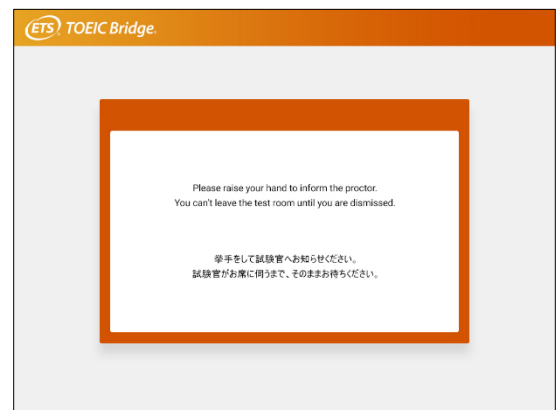 ETS TOEIC Bridge.
Please raise your hand to inform the proctor.
You can't leave the test room until you are dismissed.
挙手をして試験官へお知らせください。
試験官がお席に伺うまで、そのままお待ちください。